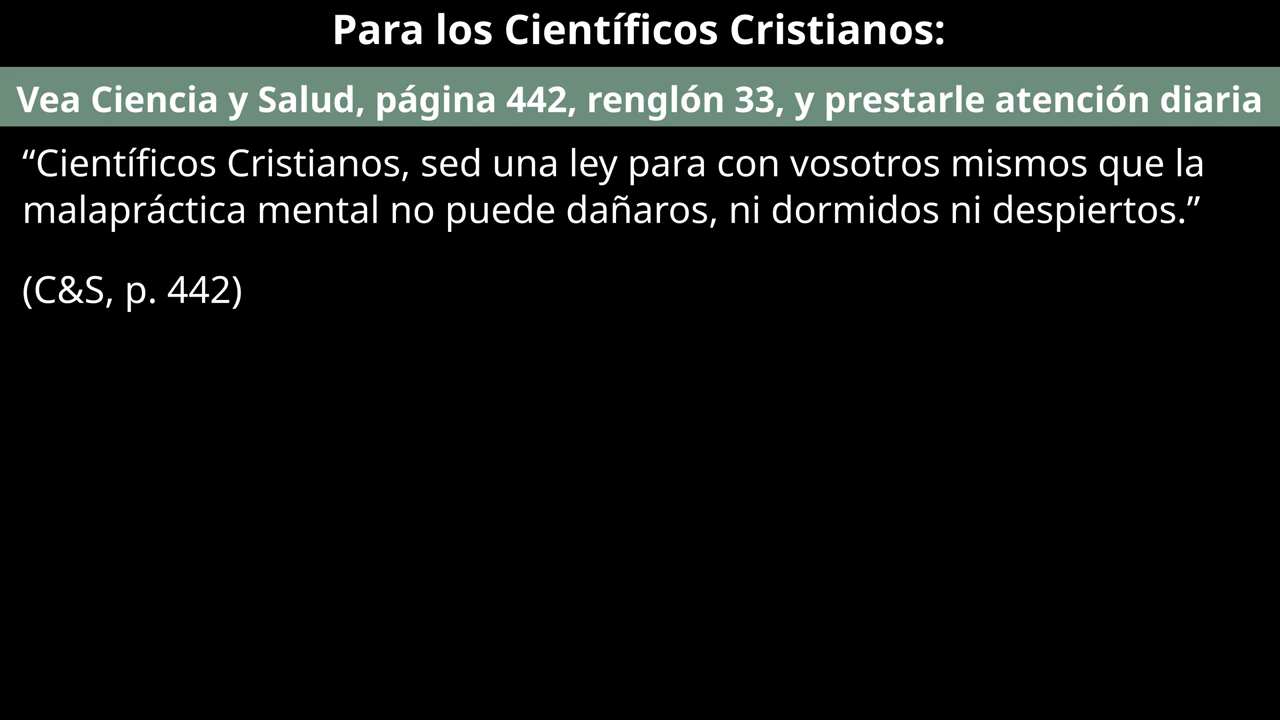 Para los Científicos Cristianos:
Vea Ciencia y Salud, página 442, renglón 33, y prestarle atención diaria
“Científicos Cristianos, sed una ley para con vosotros mismos que la
malapráctica mental no puede dañaros, ni dormidos ni despiertos.”
(C&S, p. 442)